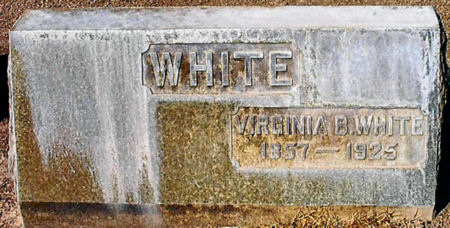 WHITE
VIRGINIA B. WHITE
1857 — 1925